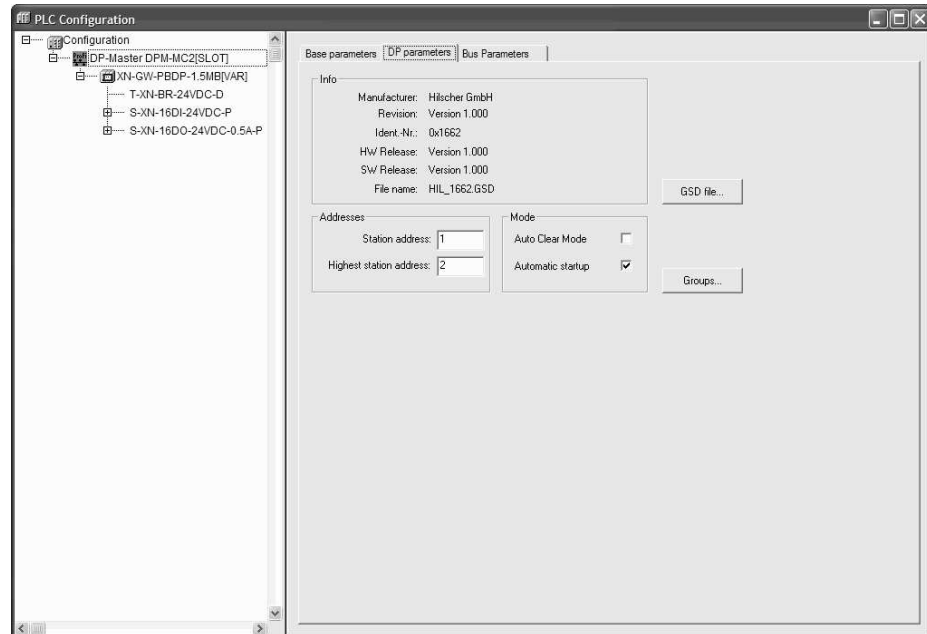 PLC Configuration
Configuration
DP-Master DPM-MC2[SLOT]
XN-GW-PBDP-1.5MB[VAR]
T-XN-BR-24VDC-D
S-XN-16DI-24VDC-P
S-XN-16DO-24VDC-0.5A-P
Base parameters DP parameters Bus Parameters
Info
Manufacturer: Hilscher GmbH
Revision: Version 1.000
Ident.-Nr.: 0x1662
HW Release: Version 1.000
SW Release: Version 1.000
File name: HIL_1662.GSD
GSD file...
Addresses
Station address: 1
Highest station address: 2
Mode
Auto Clear Mode
Automatic startup
Groups...